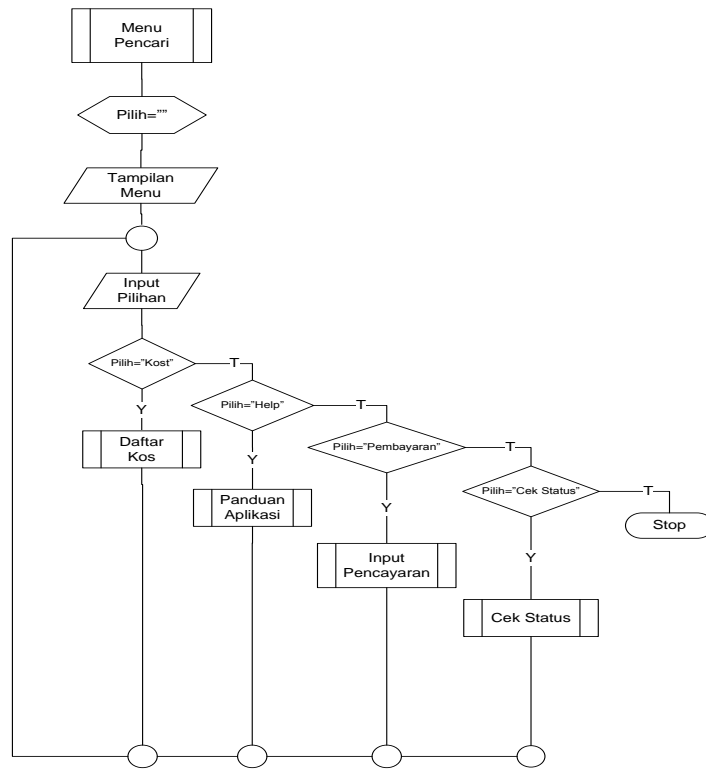 Menu
Pencari
Pilih=””
Tampilan
Menu
Input
Pilihan
Pilih=”Kost”
T
Y
Daftar
Kos
Pilih=”Help”
T
Y
Panduan
Aplikasi
Pilih=”Pembayaran”
T
Y
Input
Pencayaran
Pilih=”Cek Status”
T
Stop
Y
Cek Status